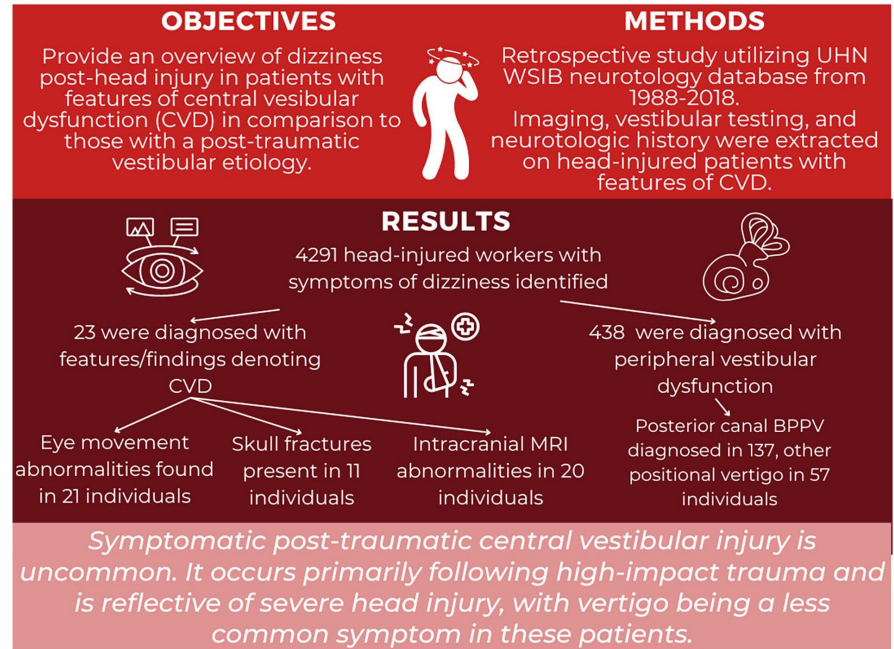 OBJECTIVES
Provide an overview of dizziness
post-head injury in patients with
features of central vesibular
dysfunction (CVD) in comparison to
those with a post-traumatic
vestibular etiology.
METHODS
Retrospective study utilizing UHN
WSIB neurotology database from
1988-2018.
Imaging, vestibular testing, and
neurotologic history were extracted
on head-injured patients with
features of CVD.
RESULTS
4291 head-injured workers with
symptoms of dizziness identified
23 were diagnosed with
features/findings denoting
CVD
438 were diagnosed with
peripheral vestibular
dysfunction
Eye movement
abnormalities found
in 21 individuals
Skull fractures
present in 11
individuals
Intracranial MRI
abnormalities in 20
individuals
Posterior canal BPPV
diagnosed in 137, other
positional vertigo in 57
individuals
Symptomatic post-traumatic central vestibular injury is
uncommon. It occurs primarily following high-impact trauma and
is reflective of severe head injury, with vertigo being a less
common symptom in these patients.